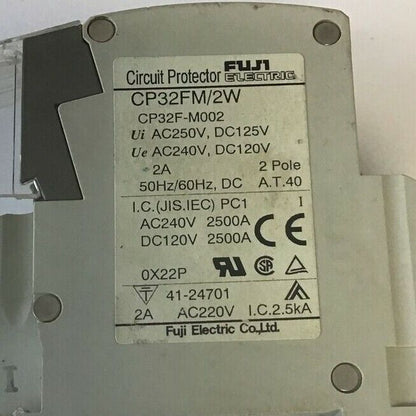 Circuit Protector FUJI ELECTRIC
CP32FM/2W
CP32F-M002
Ui AC250V, DC125V
Ue AC240V, DC120V
2A 2 Pole
50Hz/60Hz, DC A.T.40
I.C.(JIS.IEC) PC1 I
AC240V 2500A CE
DC120V 2500A
0X22P
T 41-24701
2A AC220V I.C.2.5kA
Fuji Electric Co.,Ltd.
I